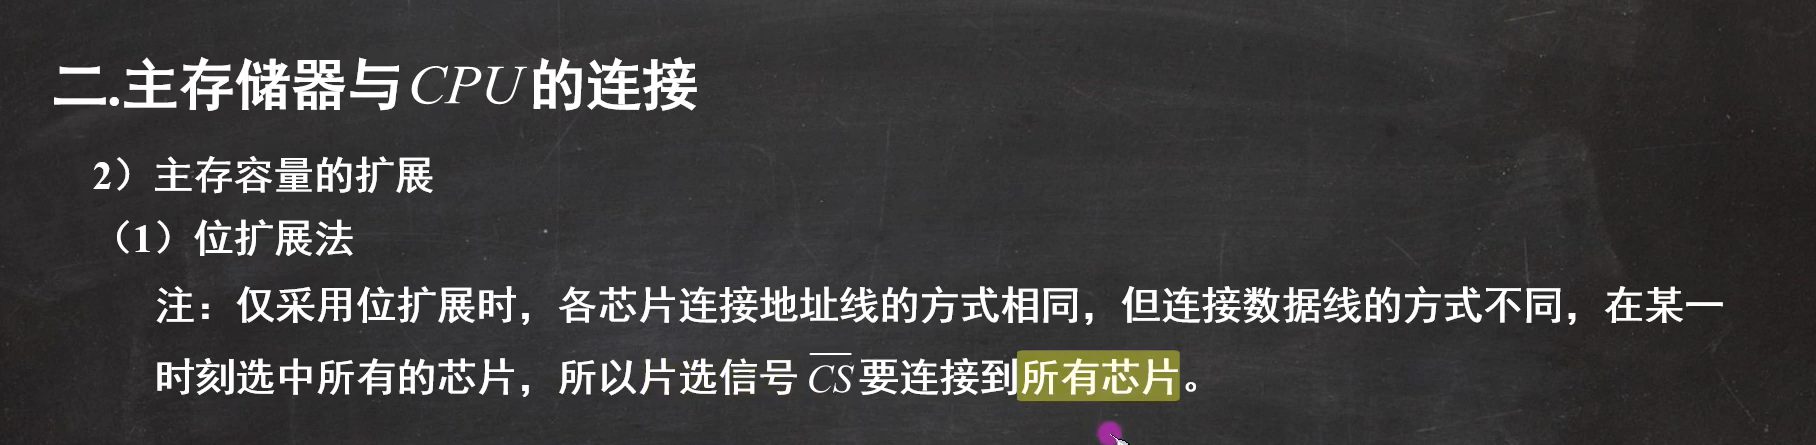 二.主存储器与CPU的连接
2）主存容量的扩展
（1）位扩展法
注：仅采用位扩展时，各芯片连接地址线的方式相同，但连接数据线的方式不同，在某一
时刻选中所有的芯片，所以片选信号 C̅S̅ 要连接到所有芯片。